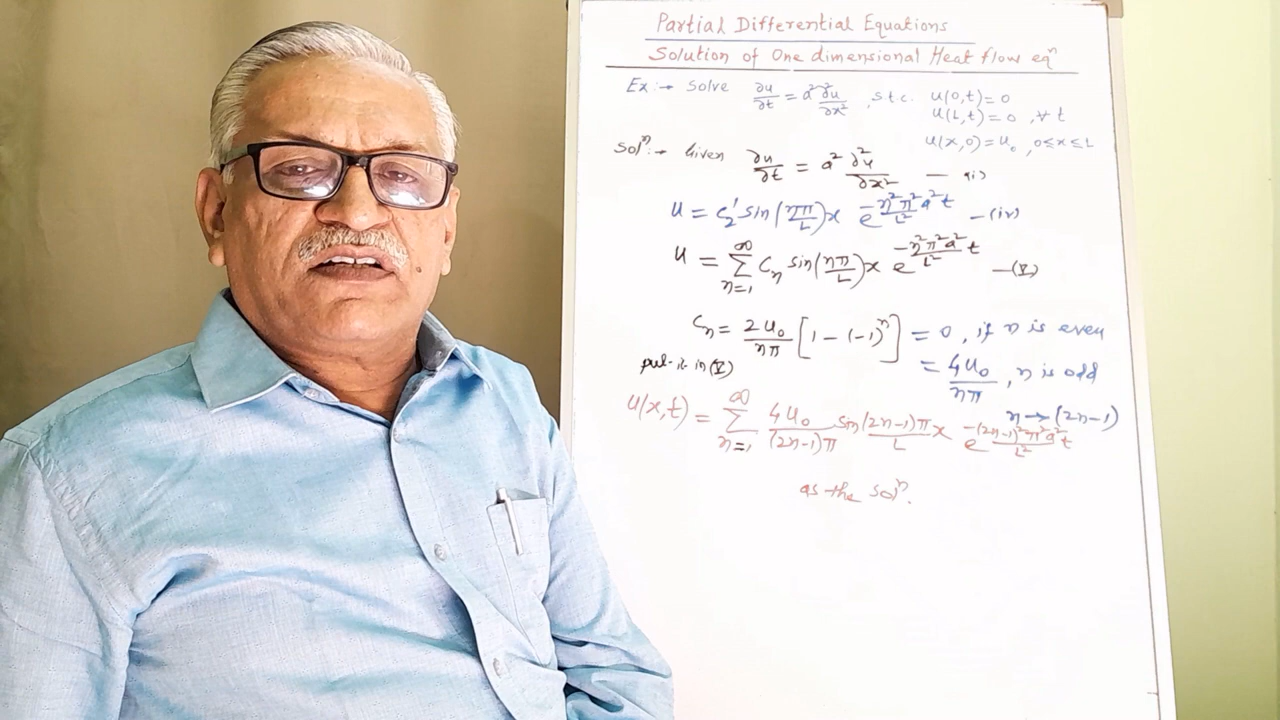 Partial Differential Equations
Solution of One dimensional Heat flow eqⁿ
Ex:→ Solve ∂u/∂t = a² ∂²u/∂x² , s.t.c. u(0,t)=0
u(L,t)=0 , ∀ t
u(x,0)=u₀ , 0≤x≤L
Solⁿ:→ Given ∂u/∂t = a² ∂²u/∂x² — (i)
u = c₂' sin(nπ/L)x e^(-n²π²a²t/L²) — (iv)
u = ∑_{n=1}^{∞} Cₙ sin(nπ/L)x e^(-n²π²a²t/L²) — (V)
Cₙ = 2u₀/nπ [1-(-1)ⁿ] = 0, if n is even
put it in (V) = 4u₀/nπ , n is odd
n→(2n-1)
u(x,t) = ∑_{n=1}^{∞} 4u₀/(2n-1)π sin(2n-1)π/L x e^(-(2n-1)²π²a²t/L²)
as the solⁿ.